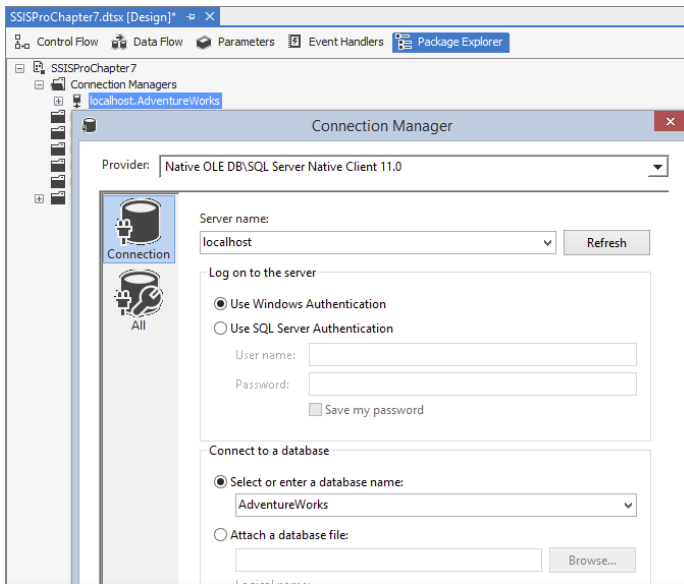 SSISProChapter7.dtsx [Design]*
Control Flow Data Flow Parameters Event Handlers Package Explorer
SSISProChapter7
Connection Managers
localhost.AdventureWorks
Connection Manager
Provider: Native OLE DB\SQL Server Native Client 11.0
Connection
All
Server name:
localhost Refresh
Log on to the server
Use Windows Authentication
Use SQL Server Authentication
User name:
Password:
Save my password
Connect to a database
Select or enter a database name:
AdventureWorks
Attach a database file:
Browse...
Logical name: